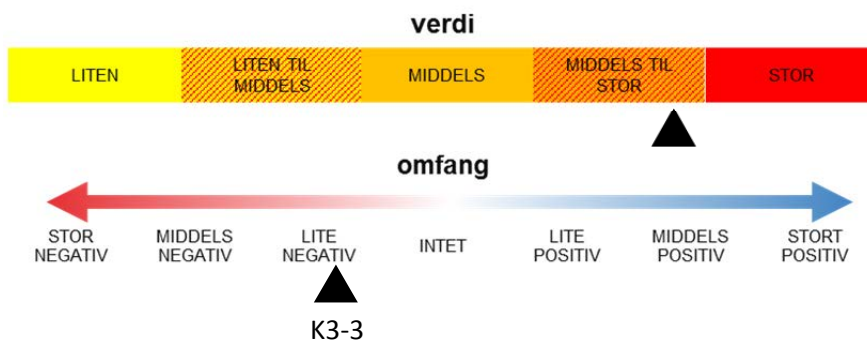 verdi
LITEN
LITEN TIL
MIDDELS
MIDDELS
MIDDELS TIL
STOR
STOR
omfang
STOR
NEGATIV
MIDDELS
NEGATIV
LITE
NEGATIV
INTET
LITE
POSITIV
MIDDELS
POSITIV
STORT
POSITIV
K3-3